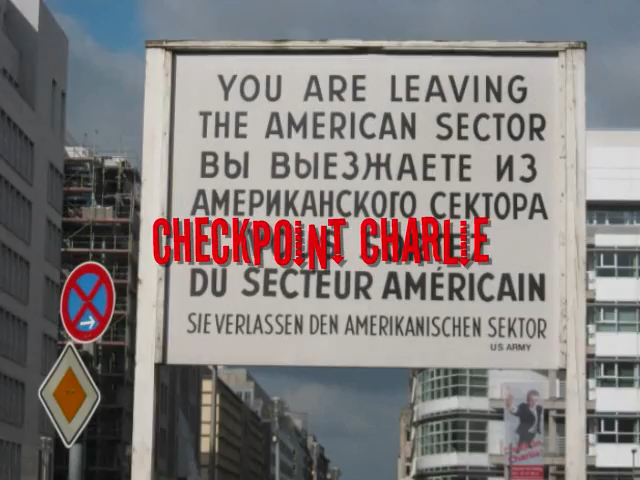 YOU ARE LEAVING
THE AMERICAN SECTOR
ВЫ ВЫЕЗЖАЕТЕ ИЗ
АМЕРИКАНСКОГО СЕКТОРА
CHECKPOINT CHARLIE
DU SECTEUR AMÉRICAIN
SIE VERLASSEN DEN AMERIKANISCHEN SEKTOR
US ARMY